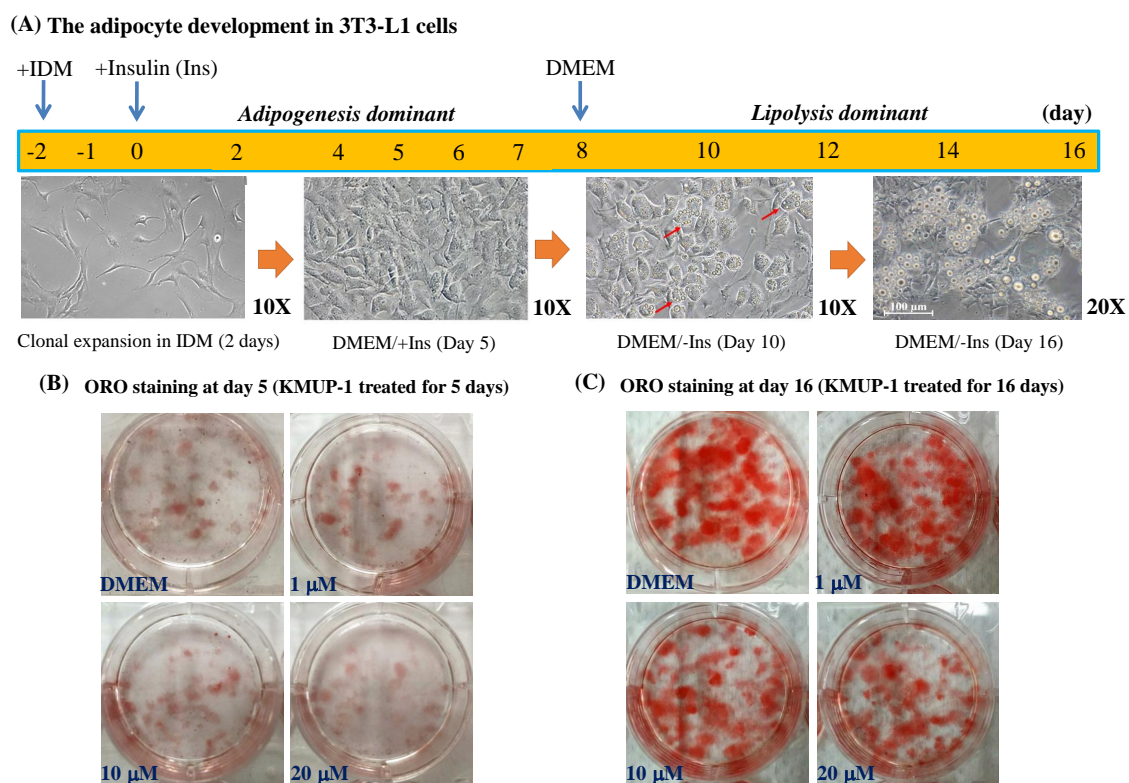 (A) The adipocyte development in 3T3-L1 cells
+IDM +Insulin (Ins) DMEM
Adipogenesis dominant Lipolysis dominant (day)
-2 -1 0 2 4 5 6 7 8 10 12 14 16
100 μm
10X 10X 10X 20X
Clonal expansion in IDM (2 days) DMEM/+Ins (Day 5) DMEM/-Ins (Day 10) DMEM/-Ins (Day 16)
(B) ORO staining at day 5 (KMUP-1 treated for 5 days)
DMEM 1 μM
10 μM 20 μM
(C) ORO staining at day 16 (KMUP-1 treated for 16 days)
DMEM 1 μM
10 μM 20 μM